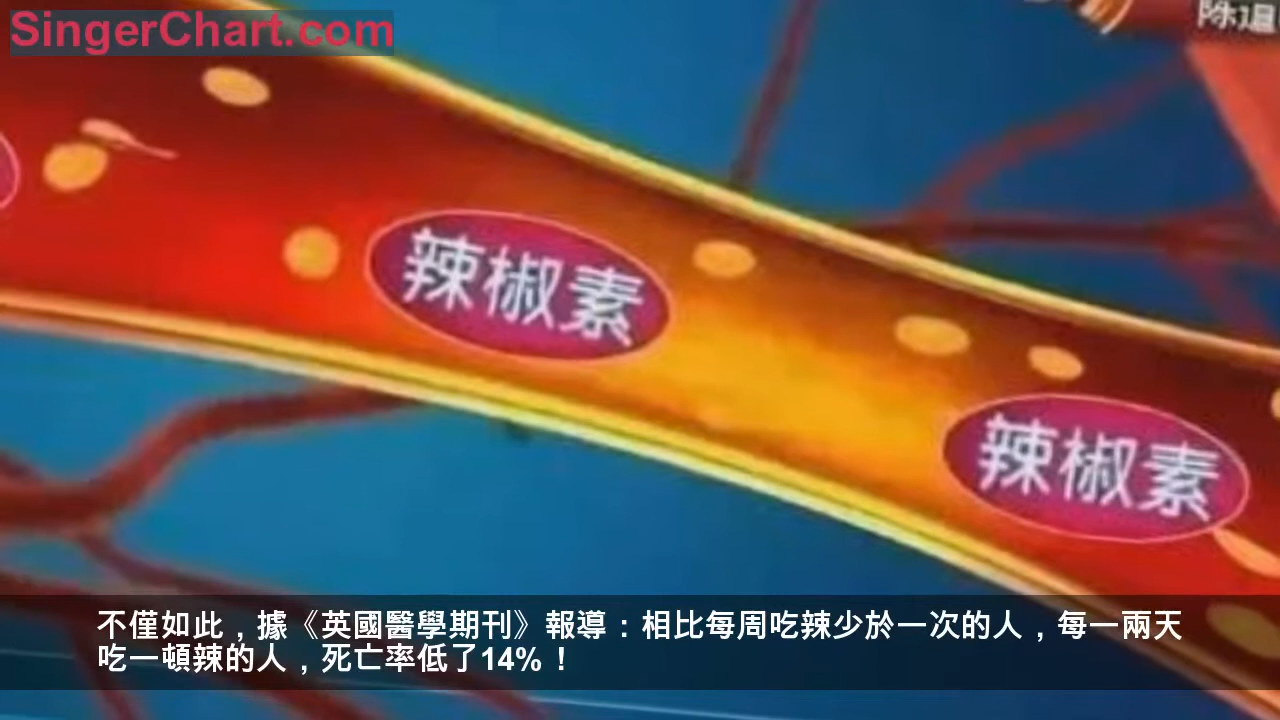 SingerChart.com
辣椒素
辣椒素
不僅如此，據《英國醫學期刊》報導：相比每周吃辣少於一次的人，每一兩天
吃一頓辣的人，死亡率低了14%！